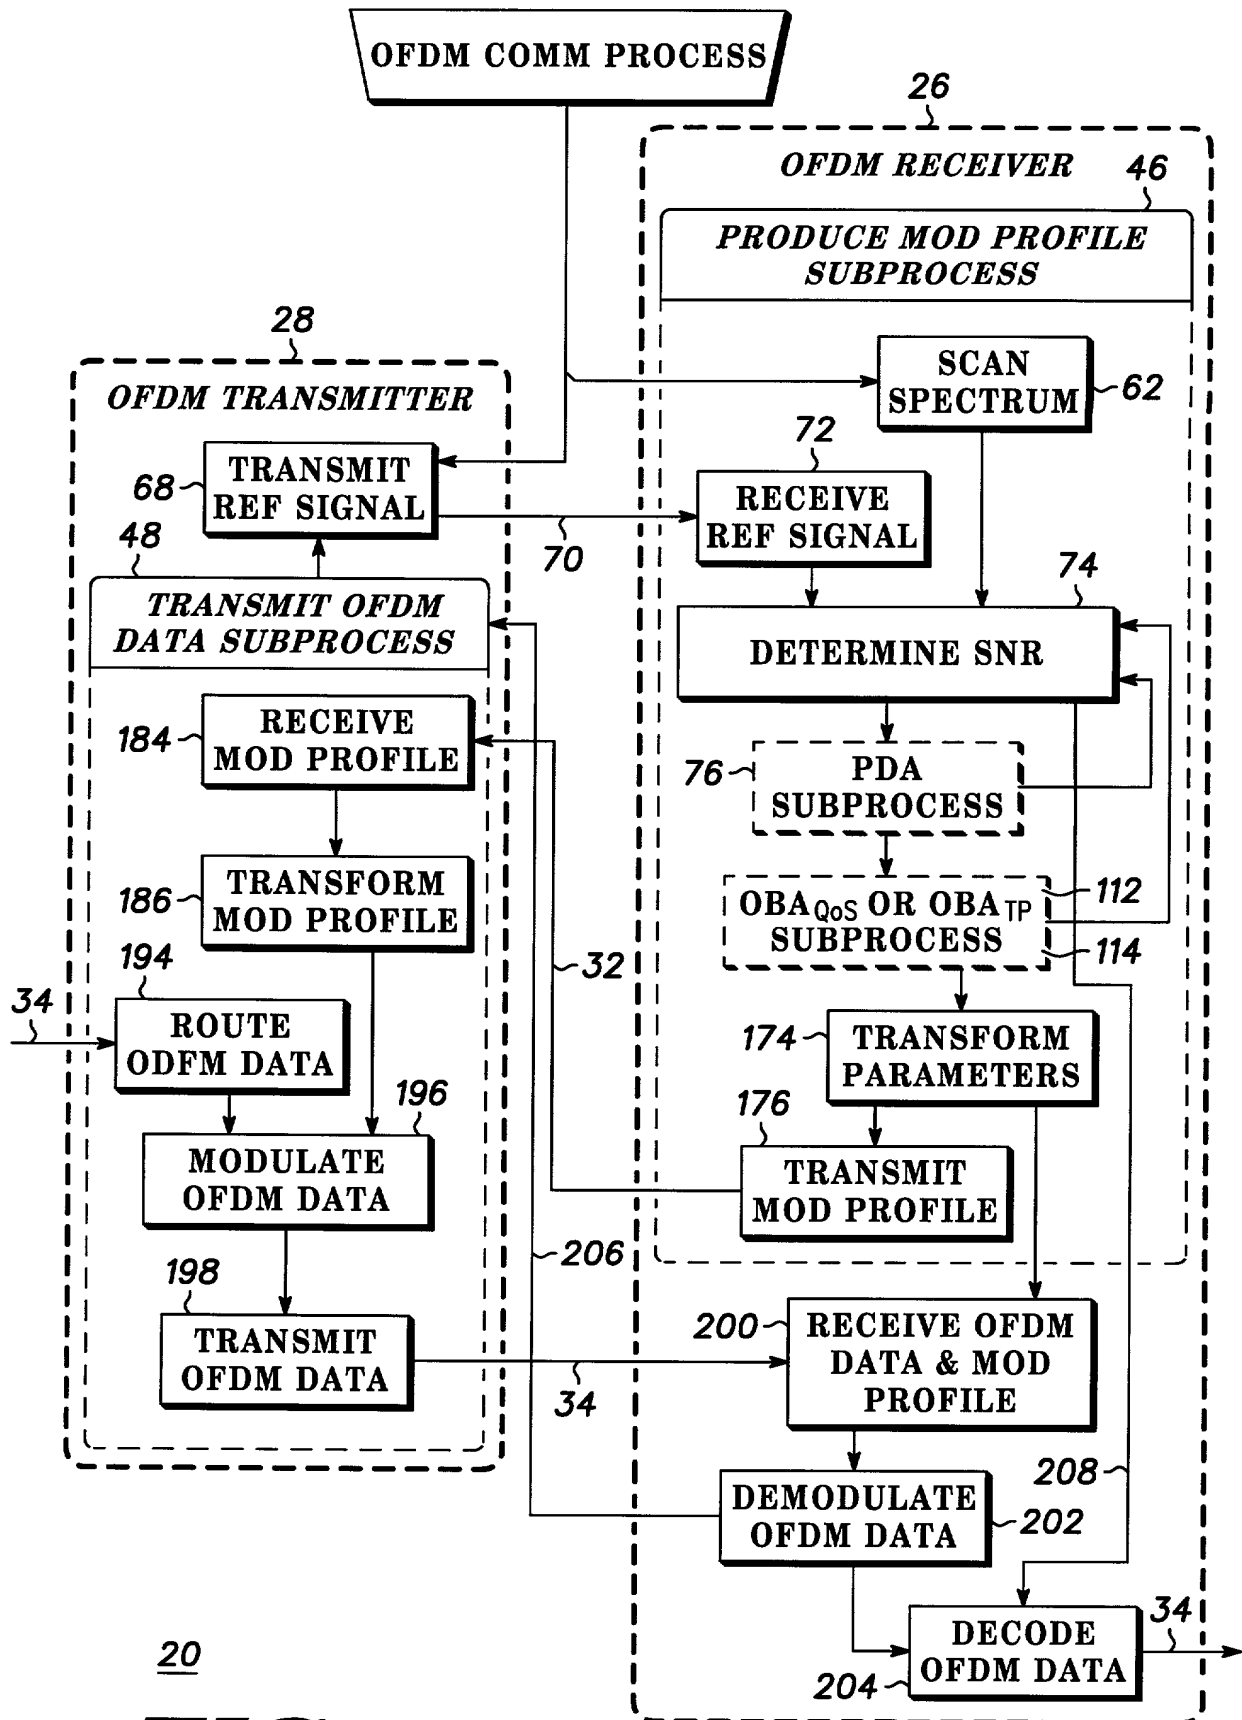 OFDM COMM PROCESS
26
OFDM RECEIVER
46
PRODUCE MOD PROFILE
SUBPROCESS
28
OFDM TRANSMITTER
SCAN
SPECTRUM
62
72
68
TRANSMIT
REF SIGNAL
RECEIVE
REF SIGNAL
70
48
74
TRANSMIT OFDM
DATA SUBPROCESS
DETERMINE SNR
184
RECEIVE
MOD PROFILE
76
PDA
SUBPROCESS
186
TRANSFORM
MOD PROFILE
OBA QoS OR OBA TP
SUBPROCESS
112
114
32
194
34
ROUTE
ODFM DATA
174
TRANSFORM
PARAMETERS
196
176
MODULATE
OFDM DATA
TRANSMIT
MOD PROFILE
206
198
TRANSMIT
OFDM DATA
34
200
RECEIVE OFDM
DATA & MOD
PROFILE
208
DEMODULATE
OFDM DATA
202
DECODE
OFDM DATA
204
34
20